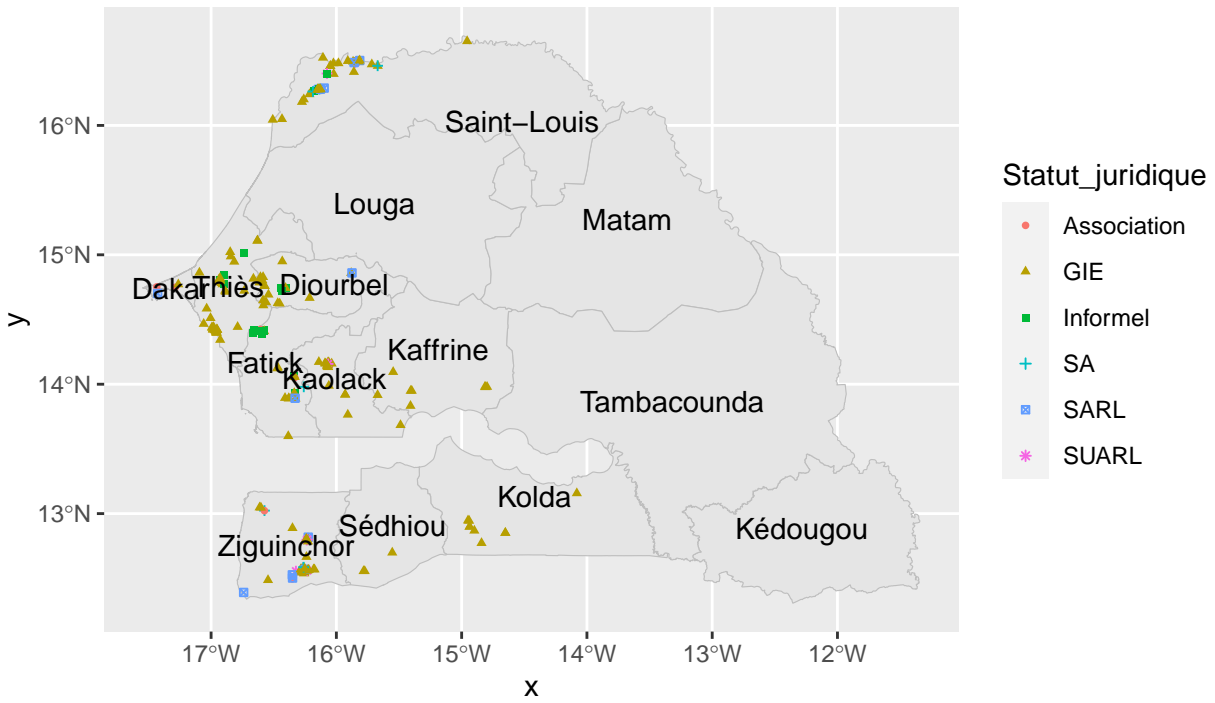 16°N
15°N
14°N
13°N
y
Saint−Louis
Louga
Matam
Dakar
Thiès
Diourbel
Fatick
Kaolack
Kaffrine
Tambacounda
Kolda
Sédhiou
Ziguinchor
Kédougou
17°W 16°W 15°W 14°W 13°W 12°W
x
Statut_juridique
Association
GIE
Informel
SA
SARL
SUARL